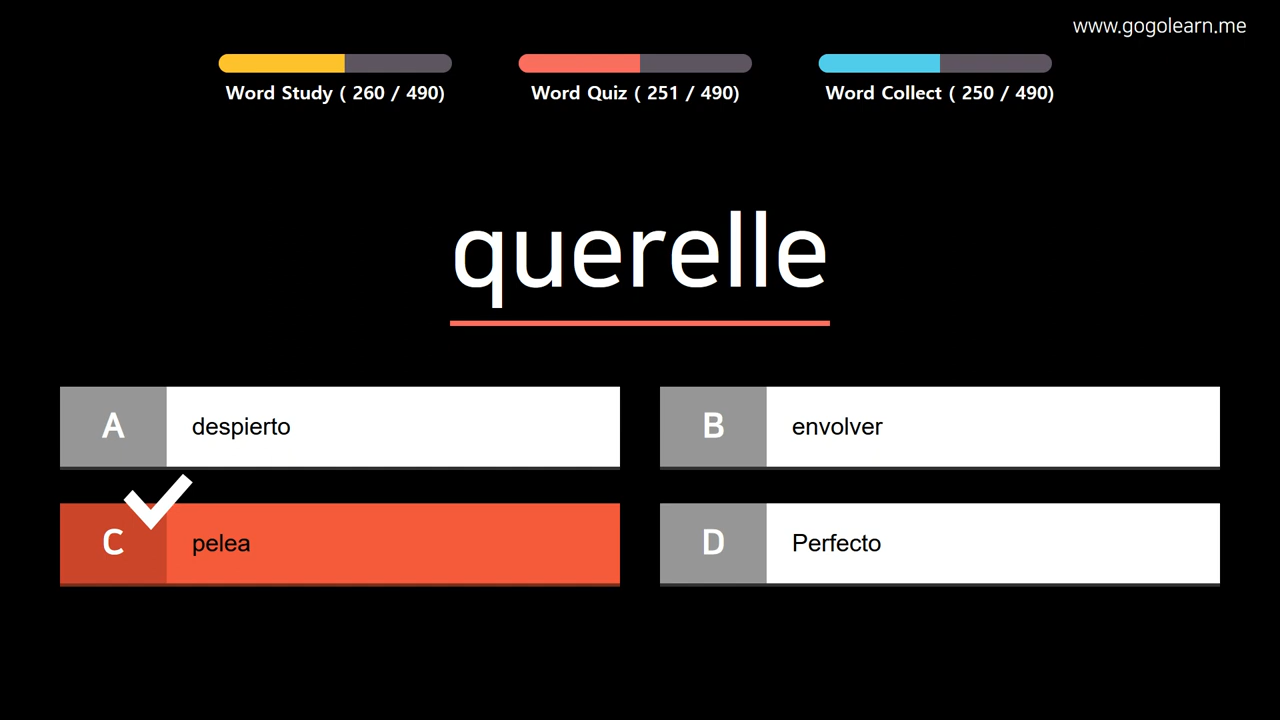 www.gogolearn.me
Word Study ( 260 / 490)
Word Quiz ( 251 / 490)
Word Collect ( 250 / 490)
querelle
A despierto
B envolver
C pelea
D Perfecto